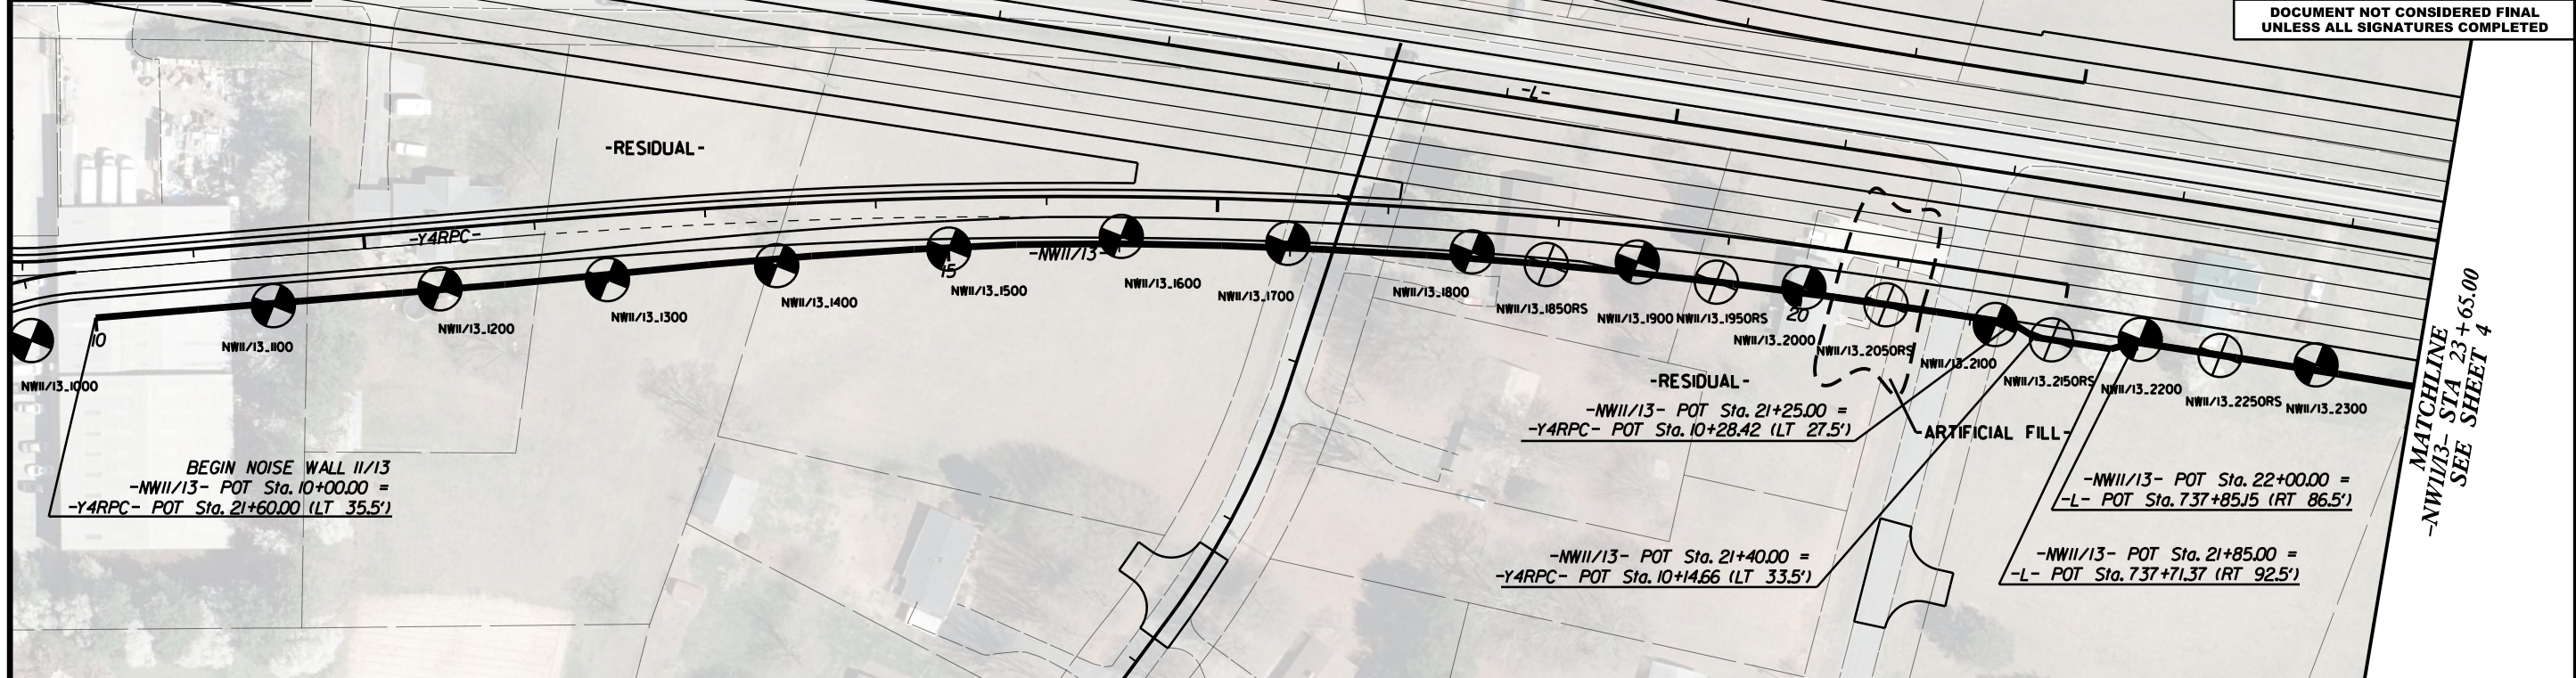 DOCUMENT NOT CONSIDERED FINAL
UNLESS ALL SIGNATURES COMPLETED
-L-
-RESIDUAL-
-Y4RPC-
-NW11/13-
15
10
20
NW11/13_1000
NW11/13_1100
NW11/13_1200
NW11/13_1300
NW11/13_1400
NW11/13_1500
NW11/13_1600
NW11/13_1700
NW11/13_1800
NW11/13_1850RS
NW11/13_1900
NW11/13_1950RS
NW11/13_2000
NW11/13_2050RS
NW11/13_2100
NW11/13_2150RS
NW11/13_2200
NW11/13_2250RS
NW11/13_2300
-RESIDUAL-
-NW11/13- POT Sta. 21+25.00 =
-Y4RPC- POT Sta. 10+28.42 (LT 27.5')
-ARTIFICIAL FILL-
BEGIN NOISE WALL 11/13
-NW11/13- POT Sta. 10+00.00 =
-Y4RPC- POT Sta. 21+60.00 (LT 35.5')
-NW11/13- POT Sta. 22+00.00 =
-L- POT Sta. 737+85.15 (RT 86.5')
-NW11/13- POT Sta. 21+40.00 =
-Y4RPC- POT Sta. 10+14.66 (LT 33.5')
-NW11/13- POT Sta. 21+85.00 =
-L- POT Sta. 737+71.37 (RT 92.5')
MATCHLINE
-NW11/13- STA 23+65.00
SEE SHEET 4